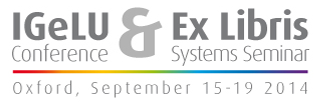 IGeLU & Ex Libris
Conference Systems Seminar
Oxford, September 15-19 2014